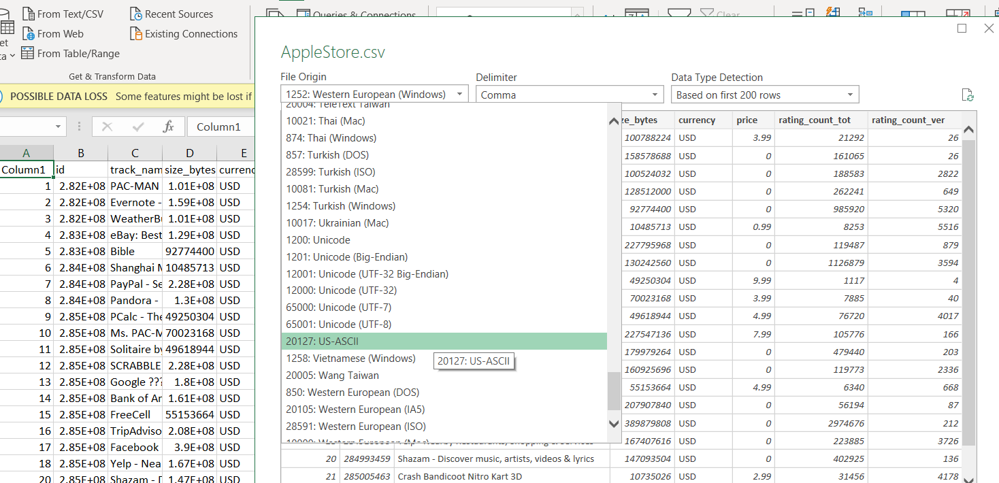 From Text/CSV
Recent Sources
Queries & Connections
Clear
From Web
Existing Connections
From Table/Range
Get & Transform Data
POSSIBLE DATA LOSS Some features might be lost if
Column1
A B C D E
Column1 id track_nam size_bytes currenc
1 2.82E+08 PAC-MAN 1.01E+08 USD
2 2.82E+08 Evernote - 1.59E+08 USD
3 2.82E+08 WeatherBu 1.01E+08 USD
4 2.83E+08 eBay: Best 1.29E+08 USD
5 2.83E+08 Bible 92774400 USD
6 2.84E+08 Shanghai M 10485713 USD
7 2.84E+08 PayPal - Se 2.28E+08 USD
8 2.84E+08 Pandora - 1.3E+08 USD
9 2.85E+08 PCalc - The 49250304 USD
10 2.85E+08 Ms. PAC-M 70023168 USD
11 2.85E+08 Solitaire by 49618944 USD
12 2.85E+08 SCRABBLE 2.28E+08 USD
13 2.85E+08 Google ??? 1.8E+08 USD
14 2.85E+08 Bank of Am 1.61E+08 USD
15 2.85E+08 FreeCell 55153664 USD
16 2.85E+08 TripAdviso 2.08E+08 USD
17 2.85E+08 Facebook 3.9E+08 USD
18 2.85E+08 Yelp - Nea 1.67E+08 USD
20 2.85E+08 Shazam - D 1.47E+08 USD
AppleStore.csv
File Origin
Delimiter
Data Type Detection
1252: Western European (Windows)
Comma
Based on first 200 rows
20004: TeleText Taiwan
10021: Thai (Mac)
874: Thai (Windows)
857: Turkish (DOS)
28599: Turkish (ISO)
10081: Turkish (Mac)
1254: Turkish (Windows)
10017: Ukrainian (Mac)
1200: Unicode
1201: Unicode (Big-Endian)
12001: Unicode (UTF-32 Big-Endian)
12000: Unicode (UTF-32)
65000: Unicode (UTF-7)
65001: Unicode (UTF-8)
20127: US-ASCII
1258: Vietnamese (Windows)
20127: US-ASCII
20005: Wang Taiwan
850: Western European (DOS)
20105: Western European (IA5)
28591: Western European (ISO)
ze_bytes currency price rating_count_tot rating_count_ver
100788224 USD 3.99 21292 26
158578688 USD 0 161065 26
100524032 USD 0 188583 2822
128512000 USD 0 262241 649
92774400 USD 0 985920 5320
10485713 USD 0.99 8253 5516
227795968 USD 0 119487 879
130242560 USD 0 1126879 3594
49250304 USD 9.99 1117 4
70023168 USD 3.99 7885 40
49618944 USD 4.99 76720 4017
227547136 USD 7.99 105776 166
179979264 USD 0 479440 203
160925696 USD 0 119773 2336
55153664 USD 4.99 6340 668
207907840 USD 0 56194 87
389879808 USD 0 2974676 212
167407616 USD 0 223885 3726
20 284993459 Shazam - Discover music, artists, videos & lyrics 147093504 USD 0 402925 136
21 285005463 Crash Bandicoot Nitro Kart 3D 10735026 USD 2.99 31456 4178